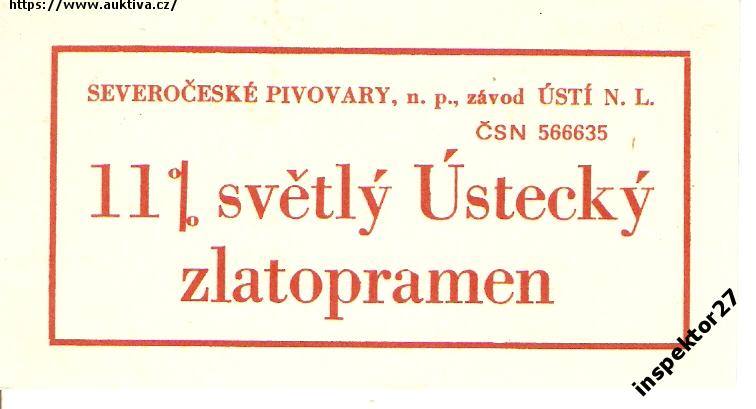 https://www.auktiva.cz/
SEVEROČESKÉ PIVOVARY, n. p., závod ÚSTÍ N. L.
ČSN 566635
11% světlý Ústecký
zlatopramen
inspektor27